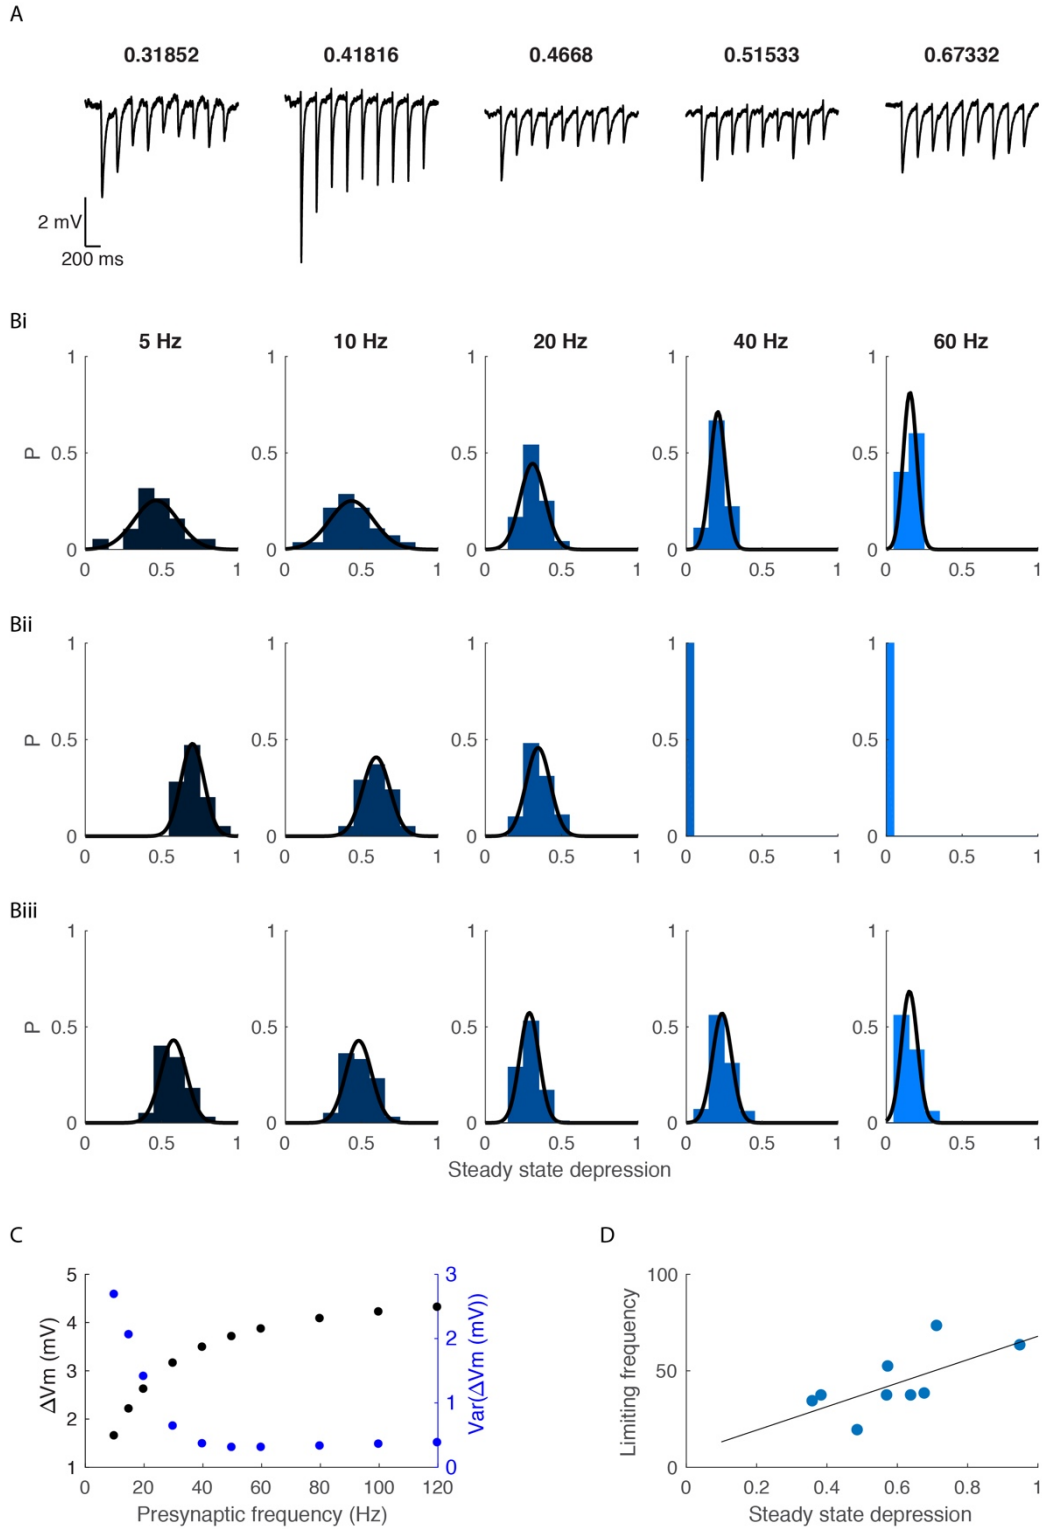 A
0.31852 0.41816 0.4668 0.51533 0.67332
2 mV
200 ms
Bi
5 Hz 10 Hz 20 Hz 40 Hz 60 Hz
1 1 1 1 1
P 0.5 0.5 0.5 0.5 0.5
0 0 0 0 0
0 0.5 1 0 0.5 1 0 0.5 1 0 0.5 1 0 0.5 1
Bii
1 1 1 1 1
P 0.5 0.5 0.5 0.5 0.5
0 0 0 0 0
0 0.5 1 0 0.5 1 0 0.5 1 0 0.5 1 0 0.5 1
Biii
1 1 1 1 1
P 0.5 0.5 0.5 0.5 0.5
0 0 0 0 0
0 0.5 1 0 0.5 1 0 0.5 1 0 0.5 1 0 0.5 1
Steady state depression
C
ΔVm (mV)
5
4
3
2
1
0 20 40 60 80 100 120
Presynaptic frequency (Hz)
3
2
1
0
Var(ΔVm (mV))
D
Limiting frequency
100
50
0
0 0.2 0.4 0.6 0.8 1
Steady state depression